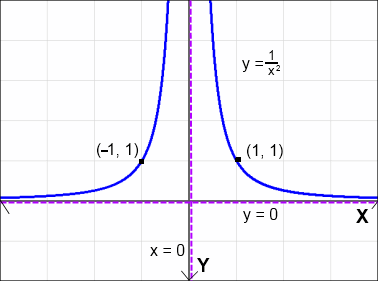 y = 1/x²
(−1, 1)
(1, 1)
y = 0
X
x = 0
Y